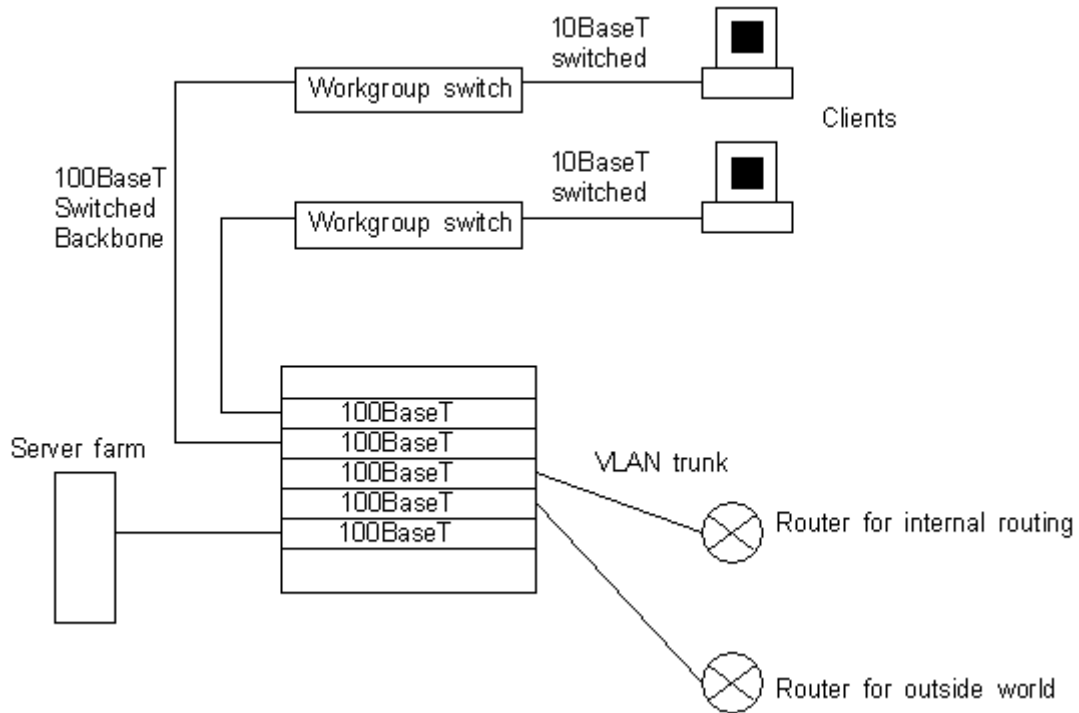 10BaseT
switched
Workgroup switch
Clients
10BaseT
switched
100BaseT
Switched
Backbone
Workgroup switch
100BaseT
100BaseT
Server farm
VLAN trunk
100BaseT
100BaseT
100BaseT
Router for internal routing
Router for outside world